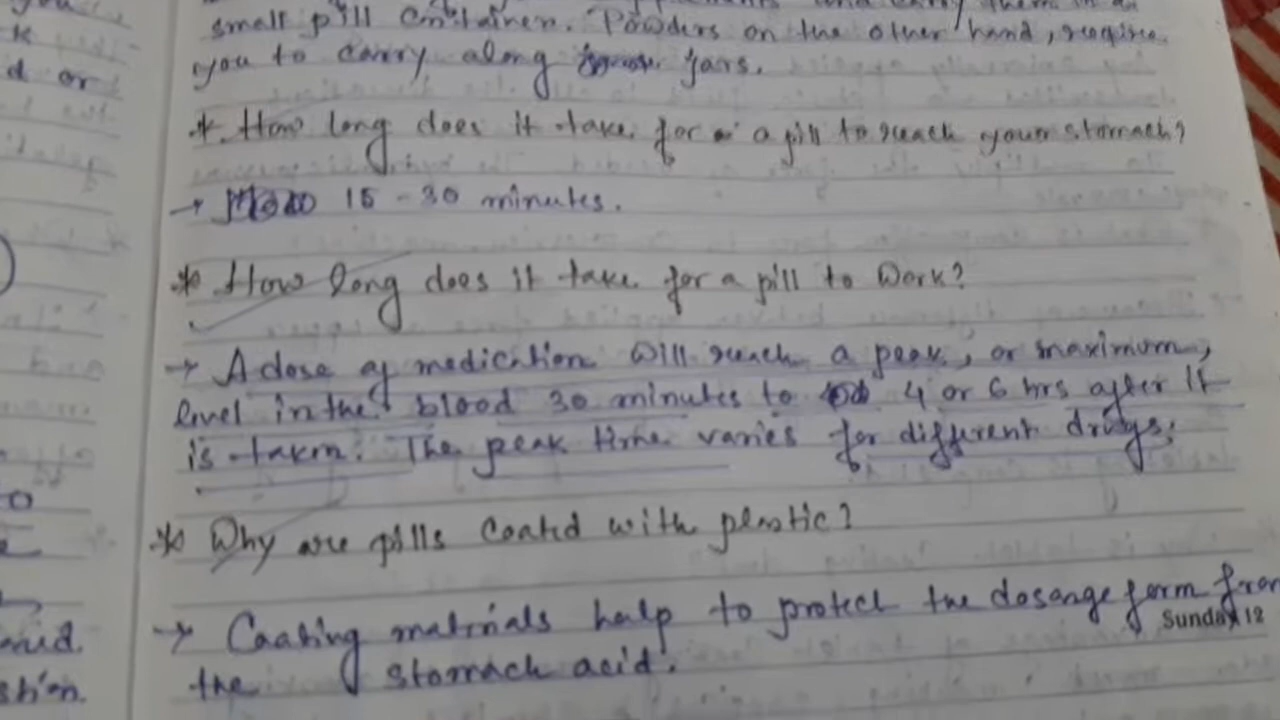 small pill container. Powders on the other hand, require
you to carry along jars.
* How long does it take for a pill to reach your stomach?
→ 15 - 30 minutes.
* How long does it take for a pill to work?
→ A dose of medication will reach a peak, or maximum,
level in the blood 30 minutes to 4 or 6 hrs after it
is taken. The peak time varies for different drugs.
* Why are pills coated with plastic?
→ Coating materials help to protect the dosage form from
Sunday 12
the stomach acid.
d or